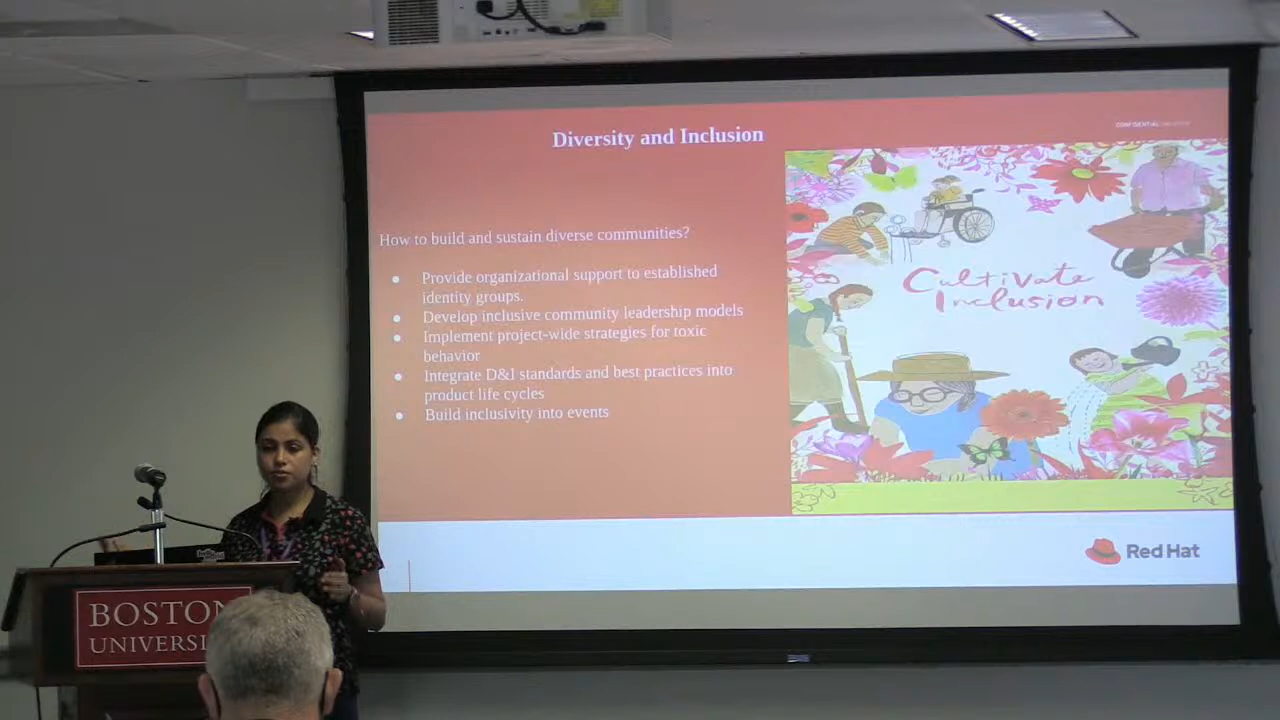 Diversity and Inclusion
CONFIDENTIAL
How to build and sustain diverse communities?
● Provide organizational support to established
identity groups.
● Develop inclusive community leadership models
● Implement project-wide strategies for toxic
behavior
● Integrate D&I standards and best practices into
product life cycles
● Build inclusivity into events
Cultivate
Inclusion
Red Hat
BOSTON
UNIVERSI